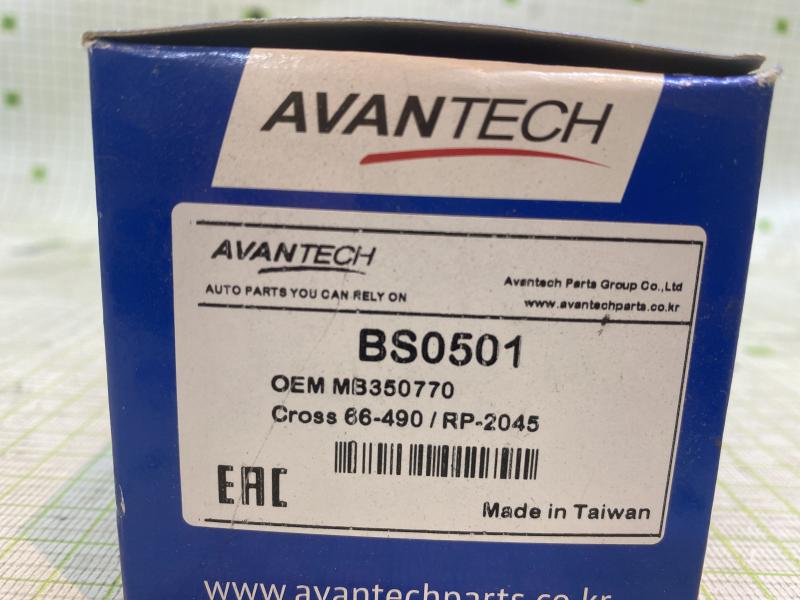 AVANTECH
AVANTECH
AUTO PARTS YOU CAN RELY ON
Avantech Parts Group Co.,Ltd
www.avantechparts.co.kr
BS0501
OEM MB350770
Cross 66-490 / RP-2045
EAC
Made in Taiwan
www.avantechparts.co.kr